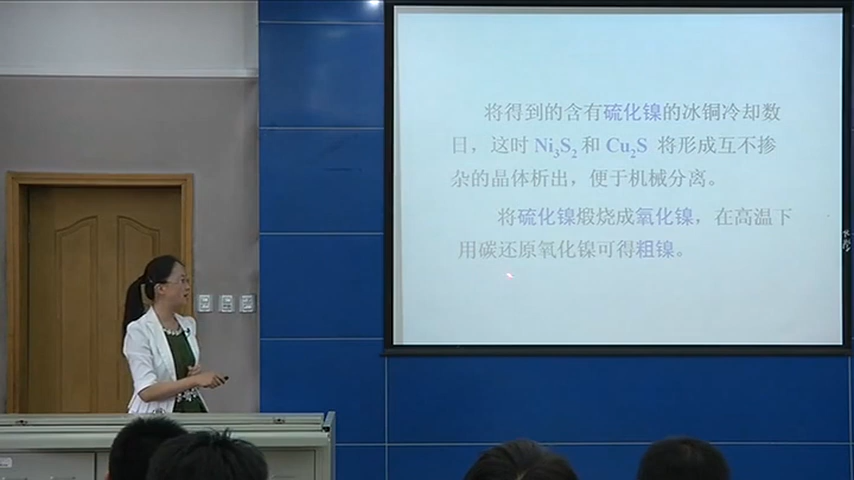 将得到的含有硫化镍的冰铜冷却数
日，这时 Ni₃S₂ 和 Cu₂S 将形成互不掺
杂的晶体析出，便于机械分离。
将硫化镍煅烧成氧化镍，在高温下
用碳还原氧化镍可得粗镍。